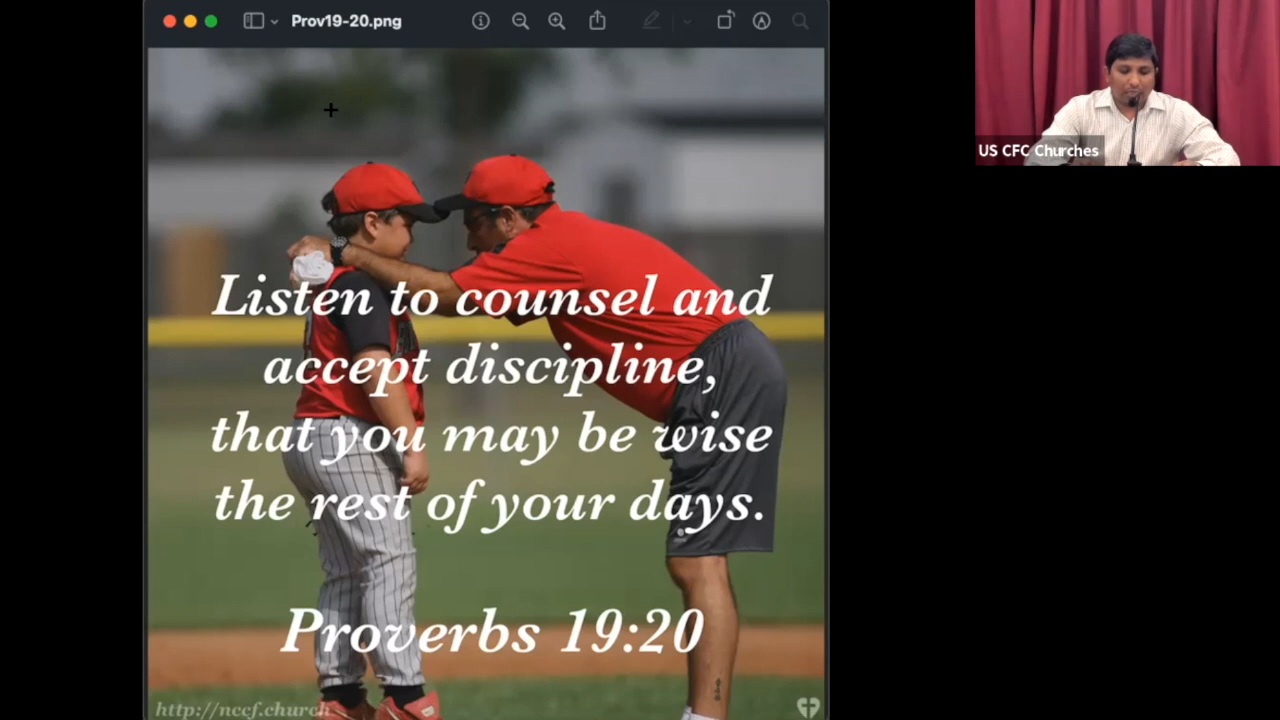 Prov19-20.png
US CFC Churches
Listen to counsel and
accept discipline,
that you may be wise
the rest of your days.
Proverbs 19:20
http://nccf.church